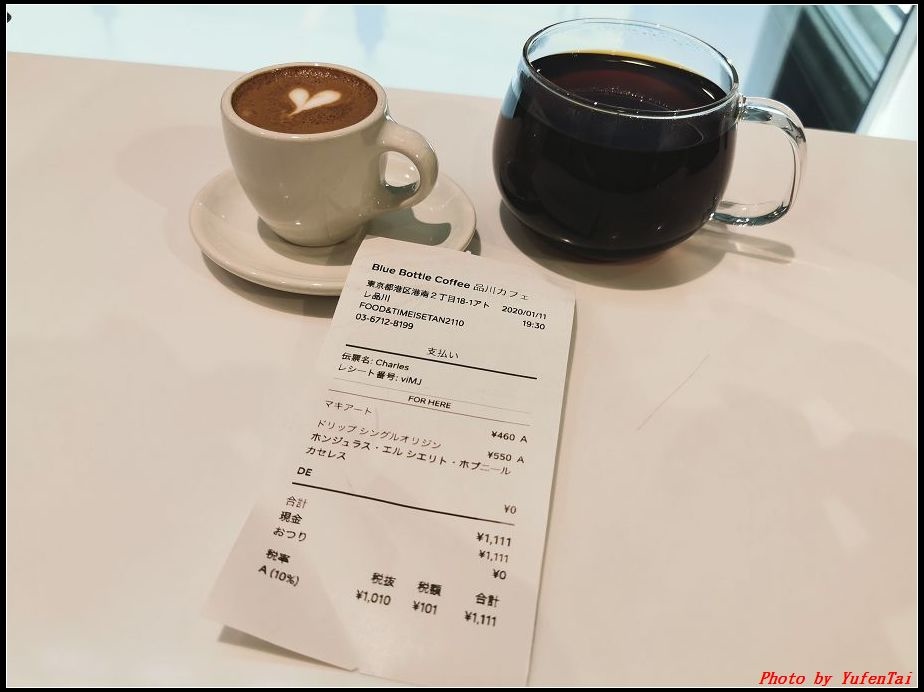 Blue Bottle Coffee 品川カフェ
東京都港区港南2丁目18-1アト
レ品川
2020/01/11
FOOD&TIMEISETAN2110
19:30
03-6712-8199
支払い
伝票名: Charles
レシート番号: viMJ
FOR HERE
マキアート
¥460 A
ドリップ シングルオリジン
¥550 A
ホンジュラス・エル シエリト・ホブニール
カセレス
DE
¥0
合計
¥1,111
現金
¥1,111
おつり
¥0
税率 税抜 税額 合計
A (10%) ¥1,010 ¥101 ¥1,111
Photo by YufenTai